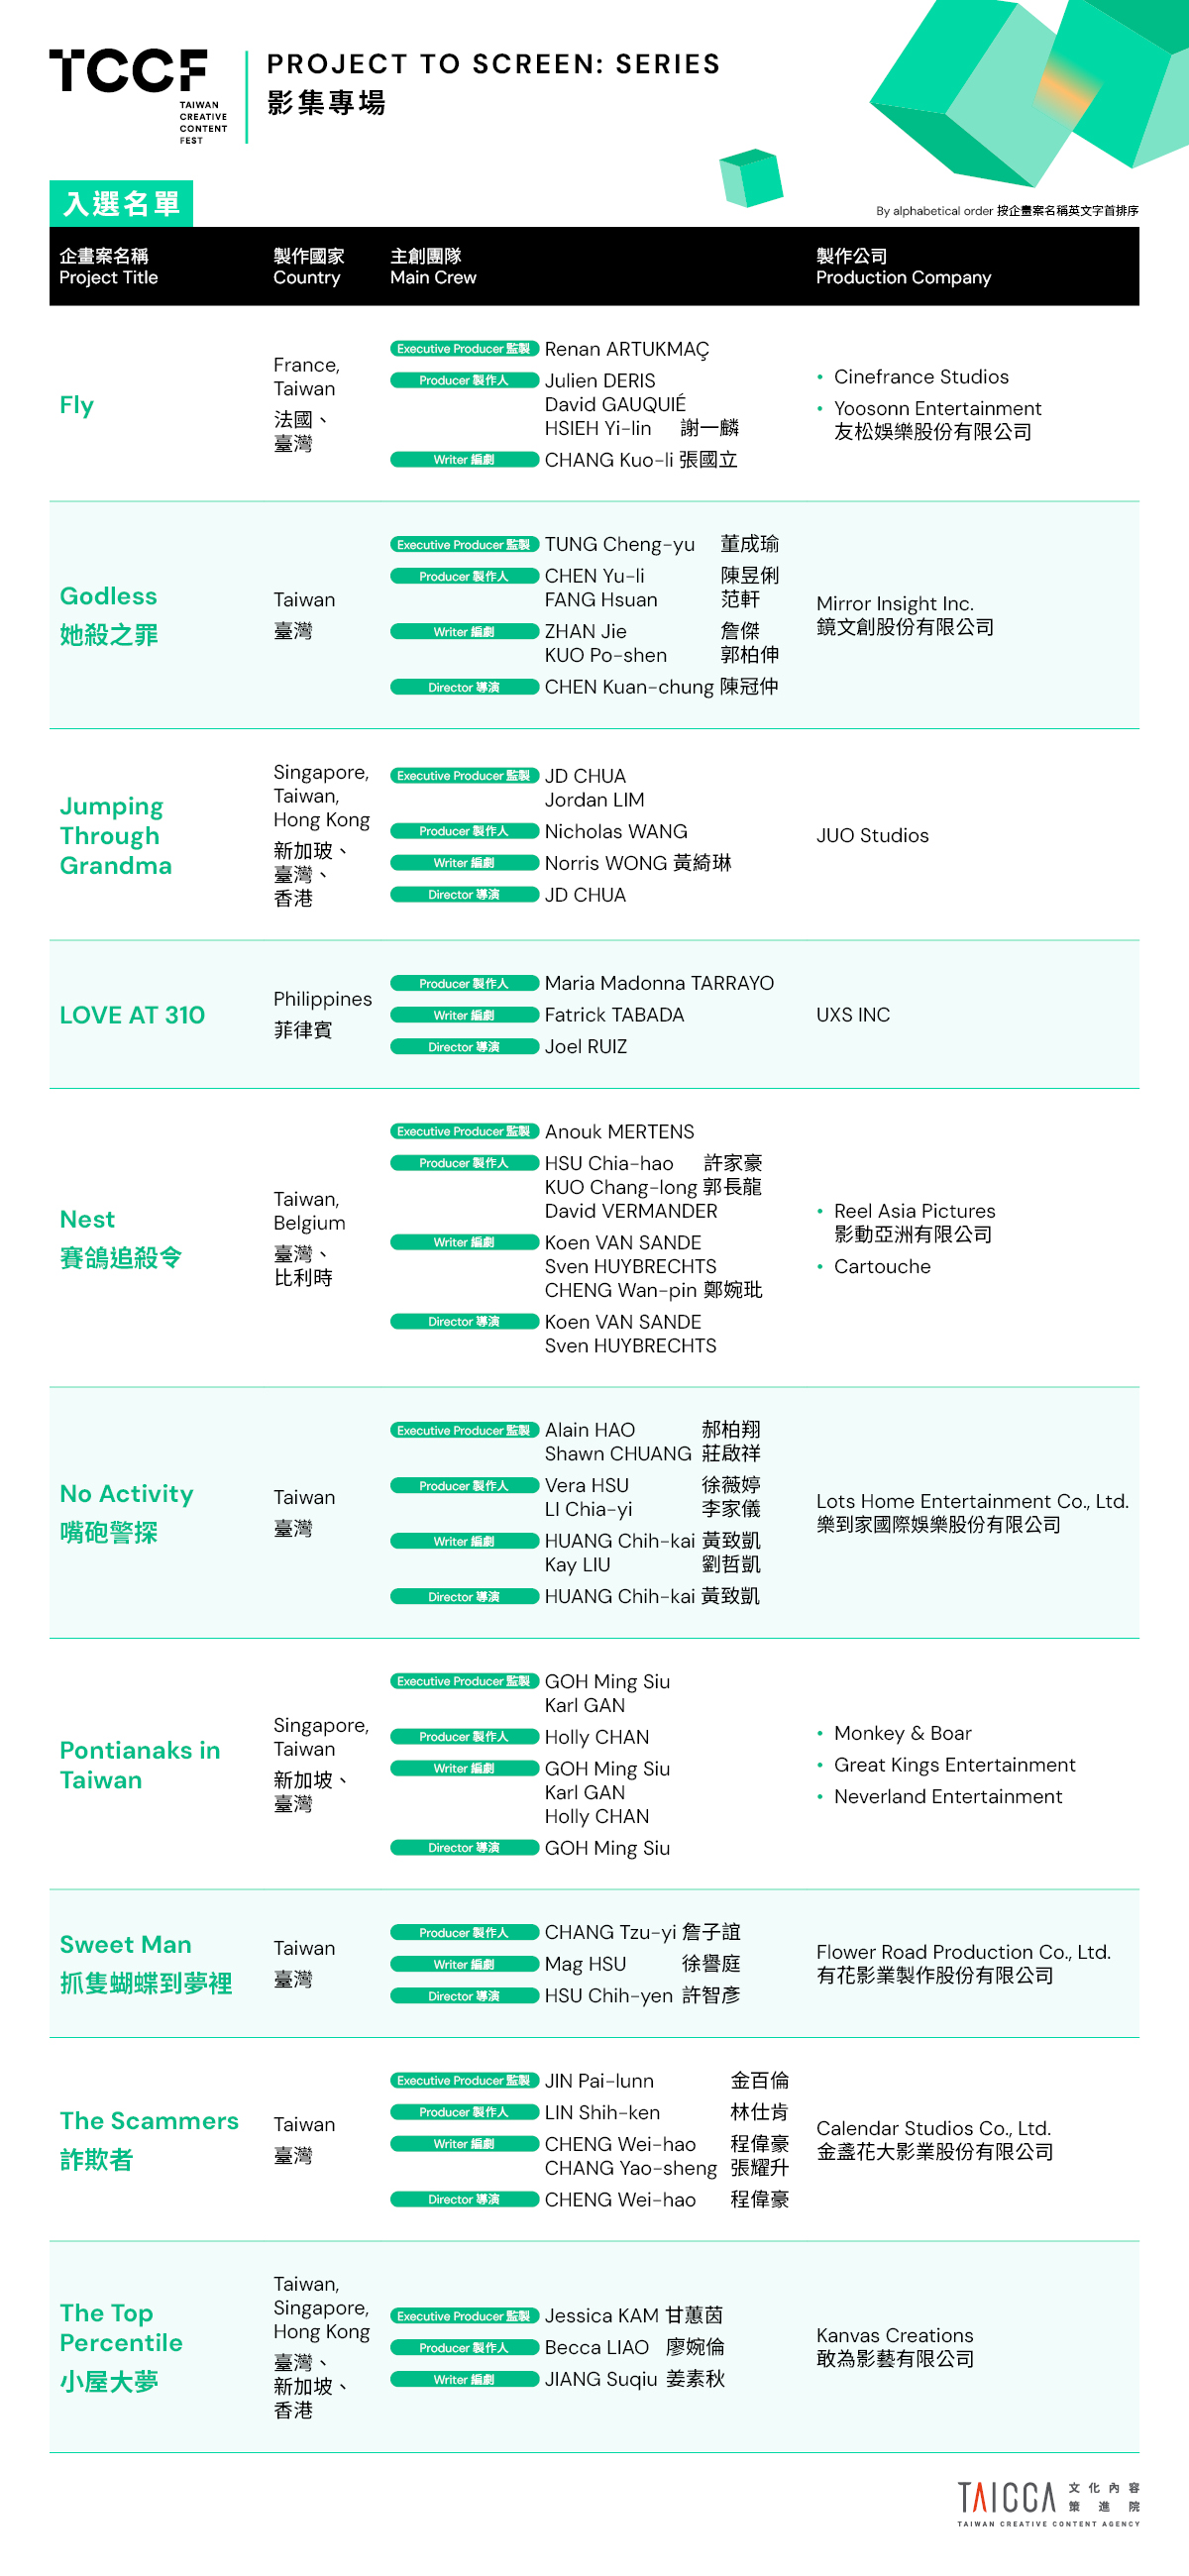 TCCF
TAIWAN
CREATIVE
CONTENT
FEST
PROJECT TO SCREEN: SERIES
影集專場
入選名單
By alphabetical order 按企畫案名稱英文字首排序
企畫案名稱 製作國家 主創團隊 製作公司
Project Title Country Main Crew Production Company
Fly
France,
Taiwan
法國、
臺灣
Executive Producer 監製 Renan ARTUKMAÇ
Producer 製作人 Julien DERIS
David GAUQUIÉ
HSIEH Yi-lin 謝一麟
Writer 編劇 CHANG Kuo-li 張國立
• Cinefrance Studios
• Yoosonn Entertainment
友松娛樂股份有限公司
Godless
她殺之罪
Taiwan
臺灣
Executive Producer 監製 TUNG Cheng-yu 董成瑜
Producer 製作人 CHEN Yu-li 陳昱俐
FANG Hsuan 范軒
Writer 編劇 ZHAN Jie 詹傑
KUO Po-shen 郭柏伸
Director 導演 CHEN Kuan-chung 陳冠仲
Mirror Insight Inc.
鏡文創股份有限公司
Jumping
Through
Grandma
Singapore,
Taiwan,
Hong Kong
新加坡、
臺灣、
香港
Executive Producer 監製 JD CHUA
Jordan LIM
Producer 製作人 Nicholas WANG
Writer 編劇 Norris WONG 黃綺琳
Director 導演 JD CHUA
JUO Studios
LOVE AT 310
Philippines
菲律賓
Producer 製作人 Maria Madonna TARRAYO
Writer 編劇 Fatrick TABADA
Director 導演 Joel RUIZ
UXS INC
Nest
賽鴿追殺令
Taiwan,
Belgium
臺灣、
比利時
Executive Producer 監製 Anouk MERTENS
Producer 製作人 HSU Chia-hao 許家豪
KUO Chang-long 郭長龍
David VERMANDER
Writer 編劇 Koen VAN SANDE
Sven HUYBRECHTS
CHENG Wan-pin 鄭婉玭
Director 導演 Koen VAN SANDE
Sven HUYBRECHTS
• Reel Asia Pictures
影動亞洲有限公司
• Cartouche
No Activity
嘴砲警探
Taiwan
臺灣
Executive Producer 監製 Alain HAO 郝柏翔
Shawn CHUANG 莊啟祥
Producer 製作人 Vera HSU 徐薇婷
LI Chia-yi 李家儀
Writer 編劇 HUANG Chih-kai 黃致凱
Kay LIU 劉哲凱
Director 導演 HUANG Chih-kai 黃致凱
Lots Home Entertainment Co., Ltd.
樂到家國際娛樂股份有限公司
Pontianaks in
Taiwan
Singapore,
Taiwan
新加坡、
臺灣
Executive Producer 監製 GOH Ming Siu
Karl GAN
Producer 製作人 Holly CHAN
Writer 編劇 GOH Ming Siu
Karl GAN
Holly CHAN
Director 導演 GOH Ming Siu
• Monkey & Boar
• Great Kings Entertainment
• Neverland Entertainment
Sweet Man
抓隻蝴蝶到夢裡
Taiwan
臺灣
Producer 製作人 CHANG Tzu-yi 詹子誼
Writer 編劇 Mag HSU 徐譽庭
Director 導演 HSU Chih-yen 許智彥
Flower Road Production Co., Ltd.
有花影業製作股份有限公司
The Scammers
詐欺者
Taiwan
臺灣
Executive Producer 監製 JIN Pai-lunn 金百倫
Producer 製作人 LIN Shih-ken 林仕肯
Writer 編劇 CHENG Wei-hao 程偉豪
CHANG Yao-sheng 張耀升
Director 導演 CHENG Wei-hao 程偉豪
Calendar Studios Co., Ltd.
金盞花大影業股份有限公司
The Top
Percentile
小屋大夢
Taiwan,
Singapore,
Hong Kong
臺灣、
新加坡、
香港
Executive Producer 監製 Jessica KAM 甘蕙茵
Producer 製作人 Becca LIAO 廖婉倫
Writer 編劇 JIANG Suqiu 姜素秋
Kanvas Creations
敢為影藝有限公司
TAICCA 文化內容
策進院
TAIWAN CREATIVE CONTENT AGENCY